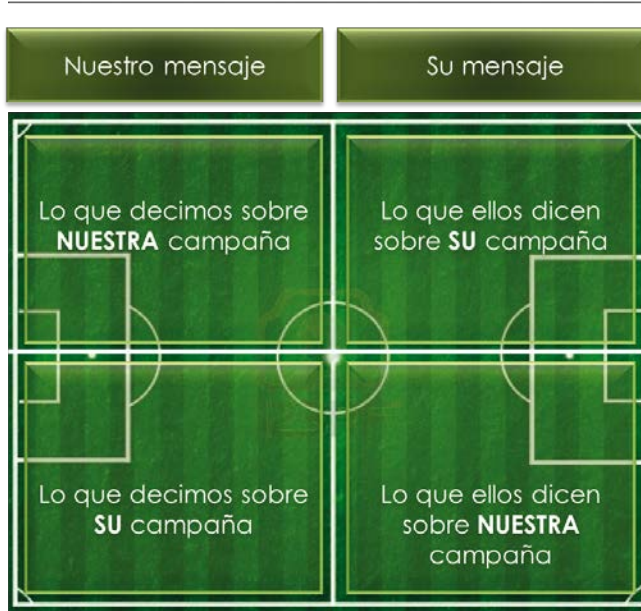 Nuestro mensaje
Su mensaje
Lo que decimos sobre
NUESTRA campaña
Lo que ellos dicen
sobre SU campaña
Lo que decimos sobre
SU campaña
Lo que ellos dicen
sobre NUESTRA
campaña